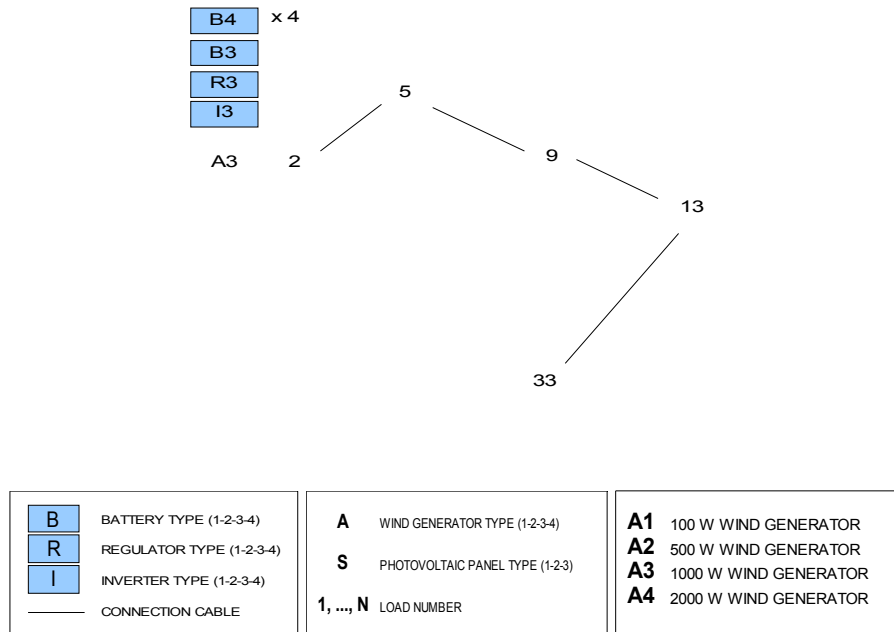 B4 x 4
B3
R3
I3
A3 2
5
9
13
33
B BATTERY TYPE (1-2-3-4)
R REGULATOR TYPE (1-2-3-4)
I INVERTER TYPE (1-2-3-4)
CONNECTION CABLE
A WIND GENERATOR TYPE (1-2-3-4)
S PHOTOVOLTAIC PANEL TYPE (1-2-3)
1, ..., N LOAD NUMBER
A1 100 W WIND GENERATOR
A2 500 W WIND GENERATOR
A3 1000 W WIND GENERATOR
A4 2000 W WIND GENERATOR